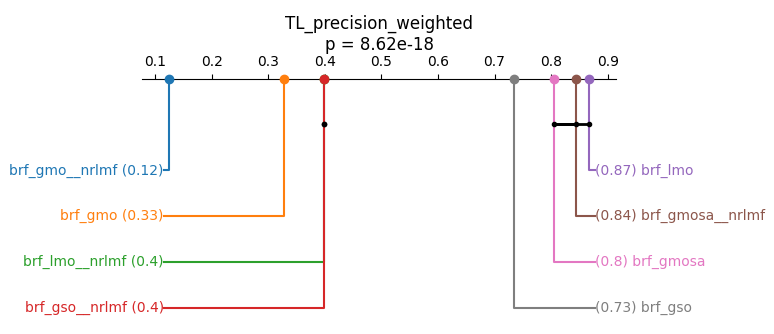 TL_precision_weighted
p = 8.62e-18
0.1 0.2 0.3 0.4 0.5 0.6 0.7 0.8 0.9
brf_gmo__nrlmf (0.12)
(0.87) brf_lmo
brf_gmo (0.33)
(0.84) brf_gmosa__nrlmf
brf_lmo__nrlmf (0.4)
(0.8) brf_gmosa
brf_gso__nrlmf (0.4)
(0.73) brf_gso